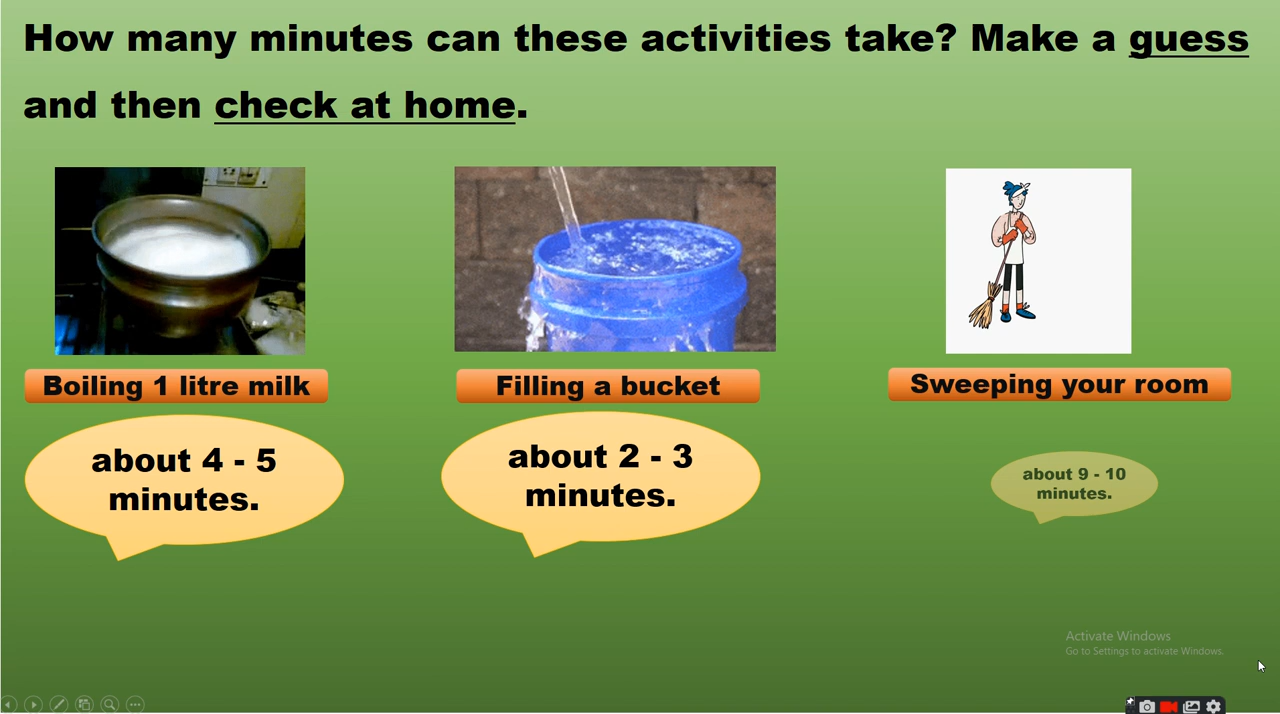 How many minutes can these activities take? Make a guess
and then check at home.
Boiling 1 litre milk
Filling a bucket
Sweeping your room
about 4 - 5
minutes.
about 2 - 3
minutes.
about 9 - 10
minutes.
Activate Windows
Go to Settings to activate Windows.